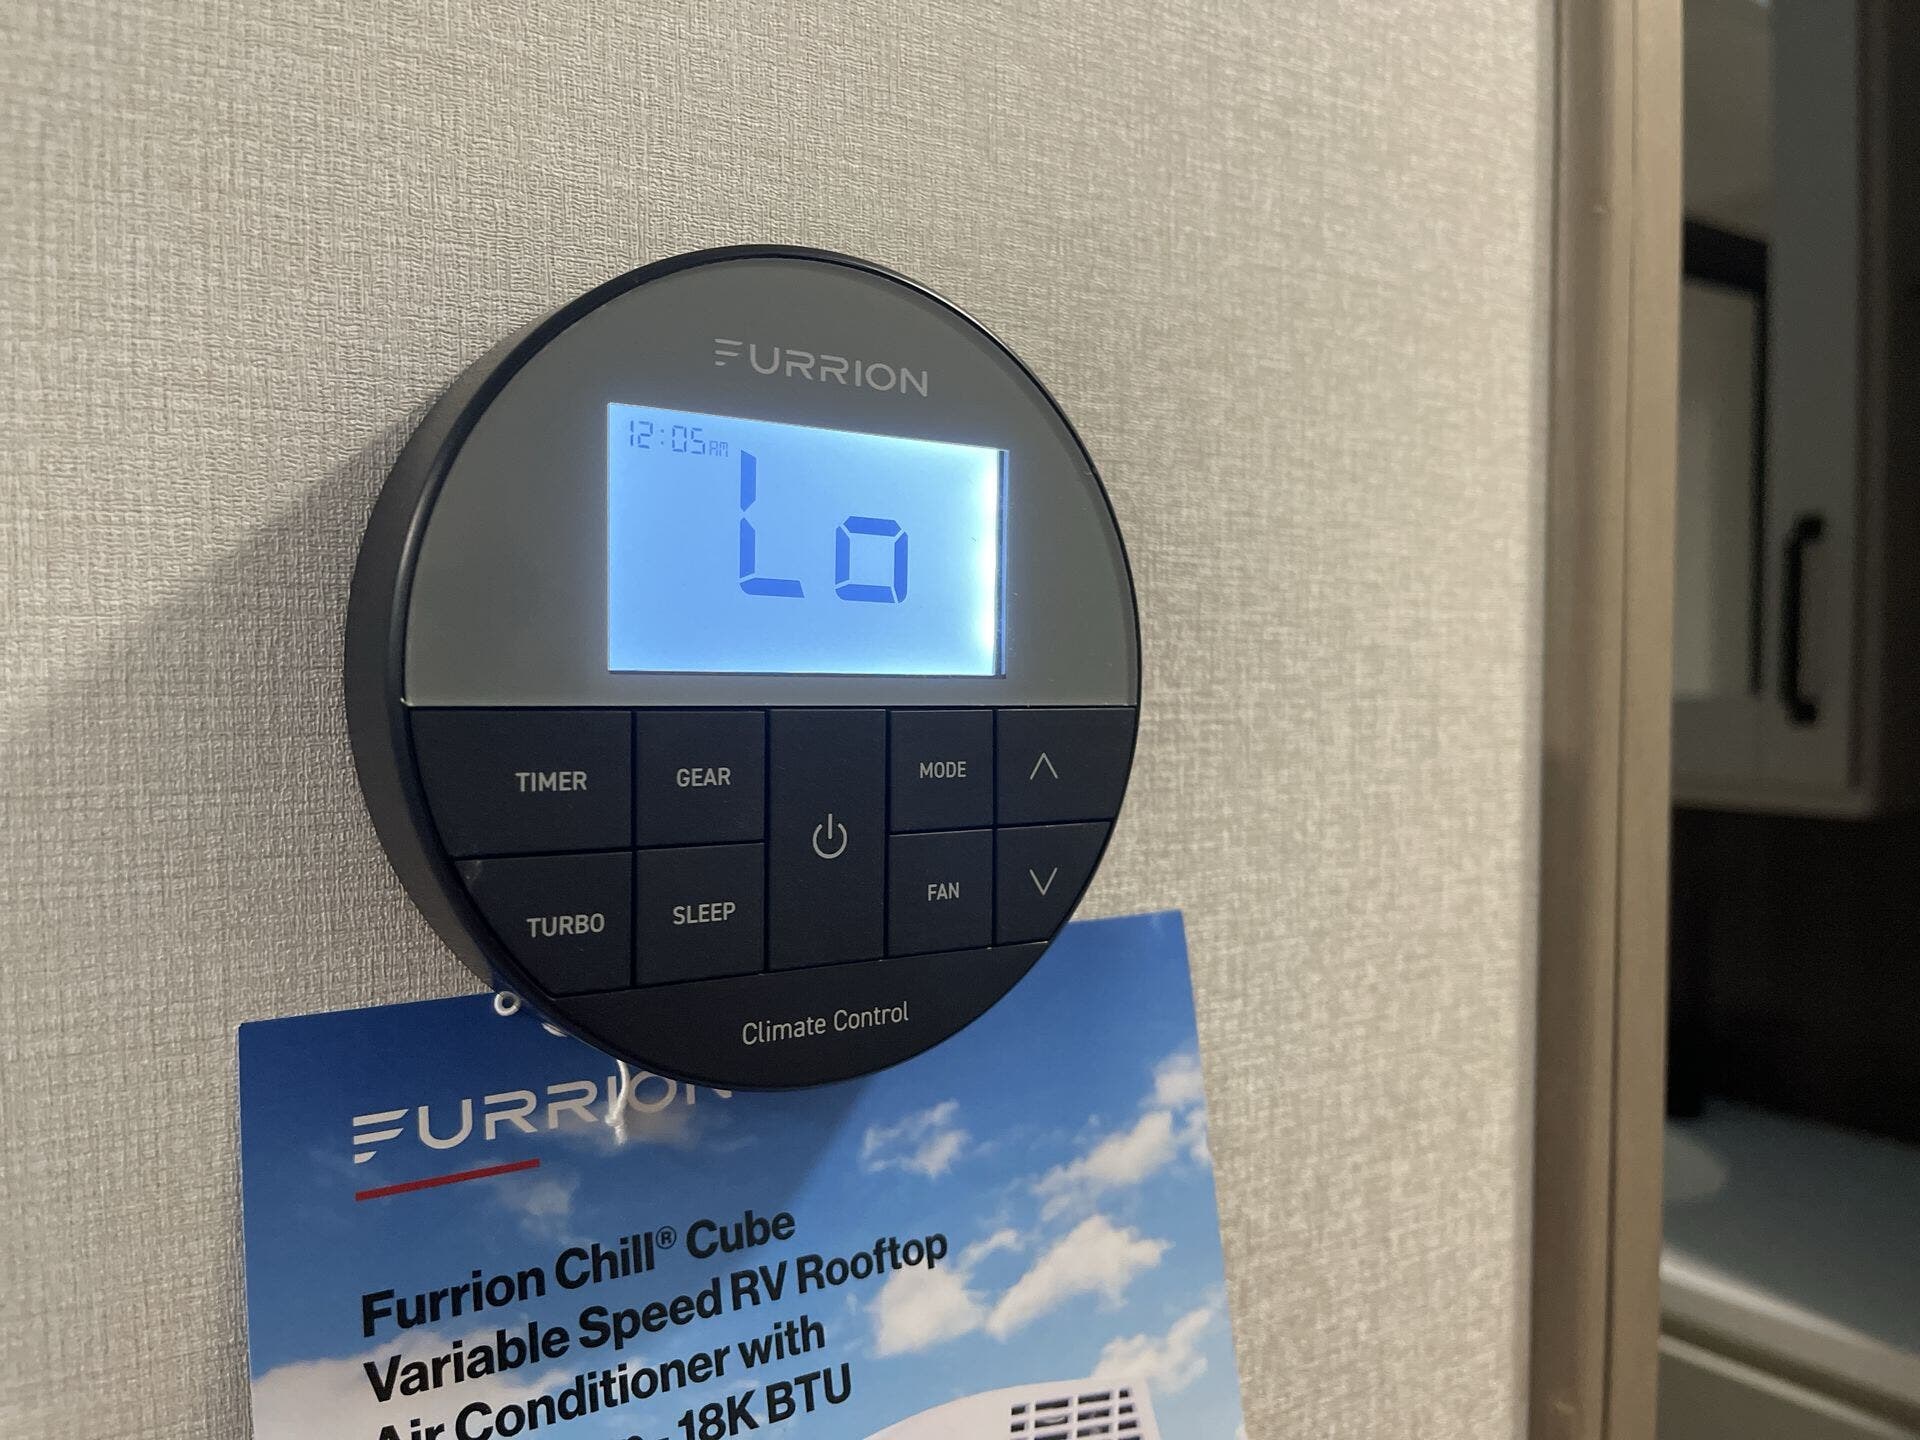 FURRION
12:05AM
Lo
TIMER
GEAR
MODE
TURBO
SLEEP
FAN
Climate Control
FURRION
Furrion Chill® Cube
Variable Speed RV Rooftop
Air Conditioner with
- 18K BTU